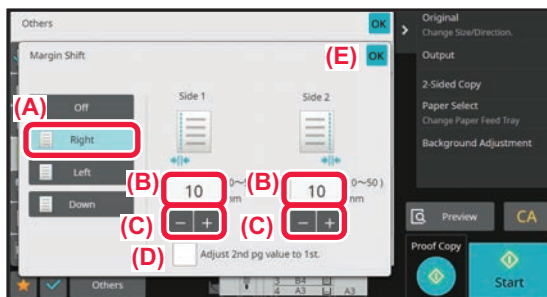 Others
OK
Original
Change Size/Direction.
Margin Shift
(E)
OK
Output
2-Sided Copy
(A)
Off
Side 1
Side 2
Paper Select
Change Paper Feed Tray
Right
Background Adjustment
Left
(B)
10
(B)
10
0~50 )
mm
Down
(C)
- +
(C)
- +
(D)
Adjust 2nd pg value to 1st.
Preview
CA
Proof Copy
Start
Others
3 B4
4 A3
A3